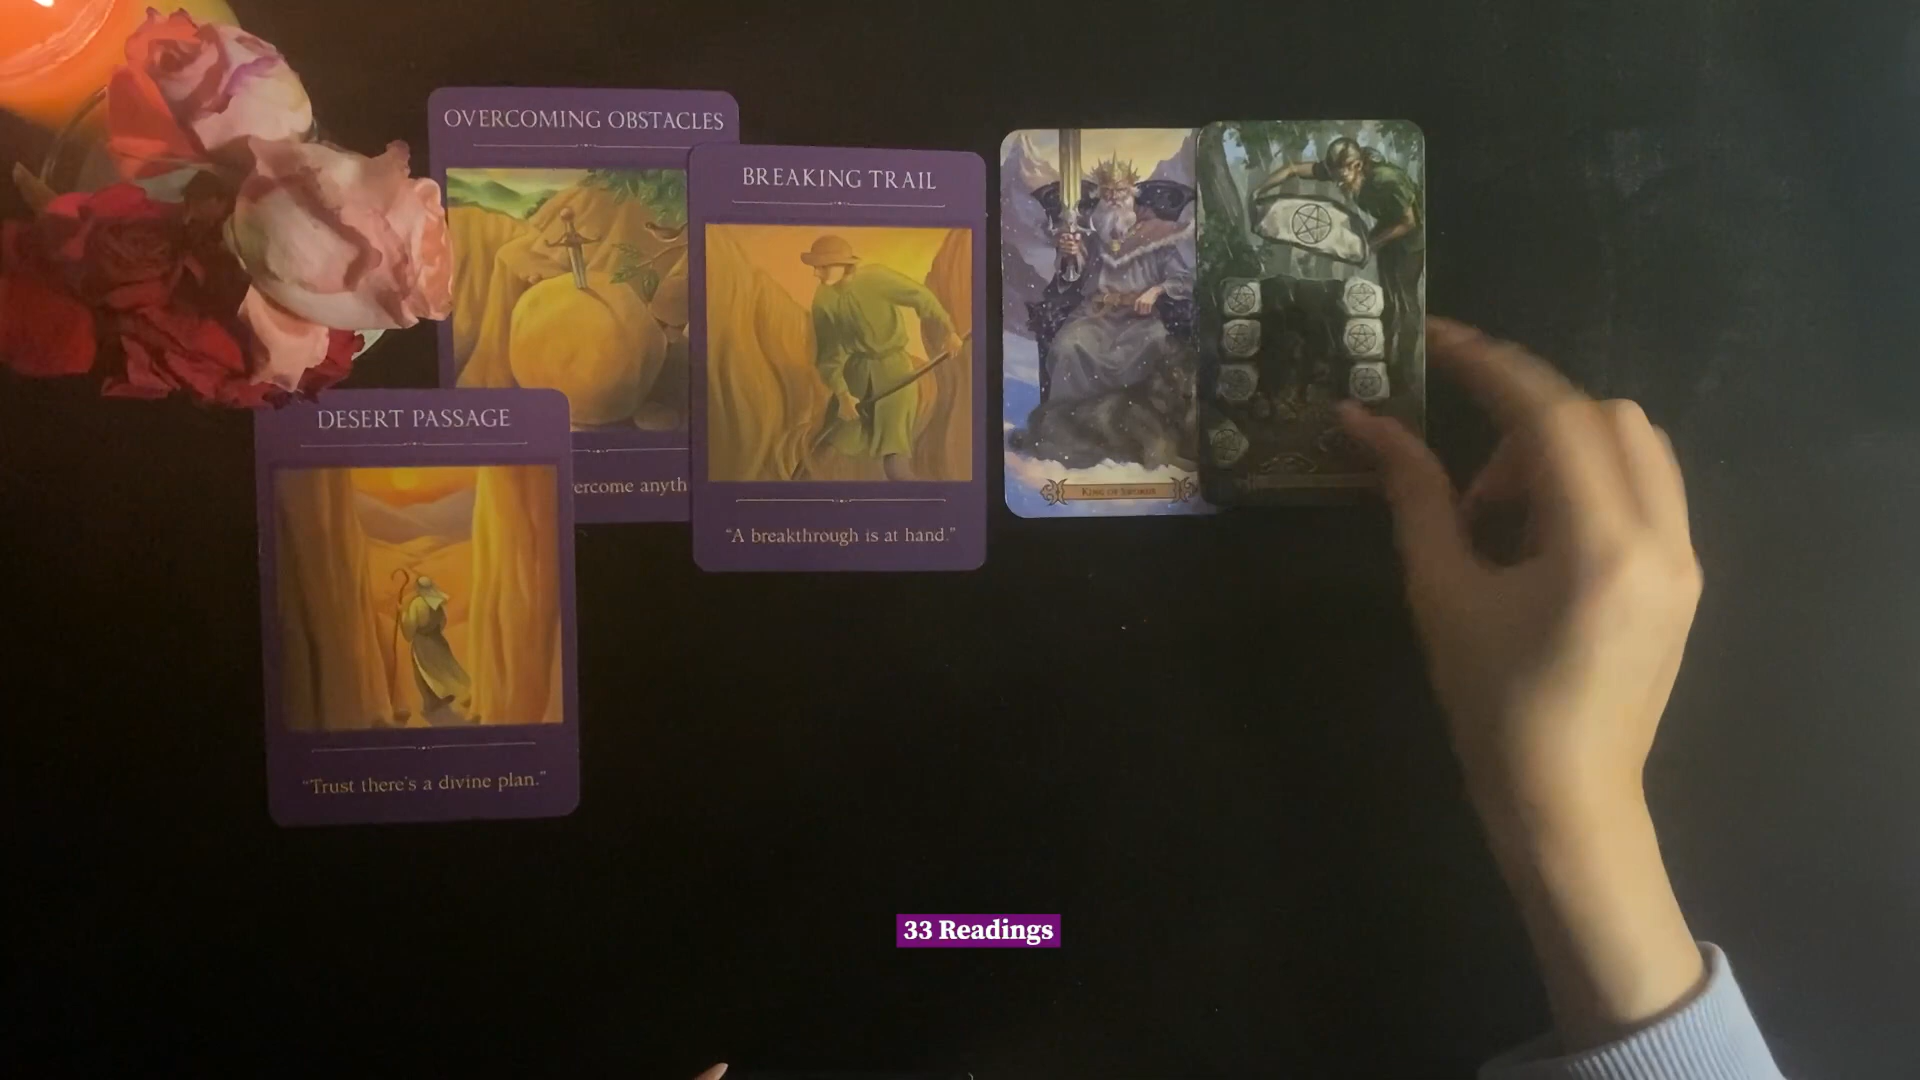 OVERCOMING OBSTACLES
BREAKING TRAIL
DESERT PASSAGE
ercome anyth
KING OF SWORDS
"A breakthrough is at hand."
"Trust there's a divine plan."
33 Readings